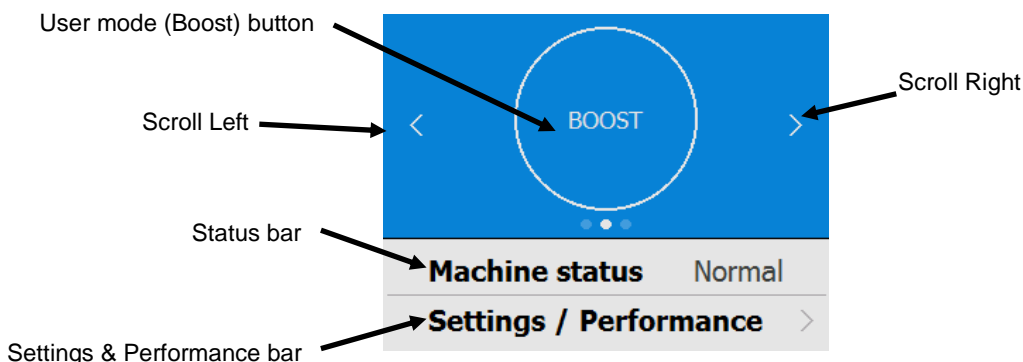 User mode (Boost) button
Scroll Right
BOOST
Scroll Left
Status bar
Machine status Normal
Settings / Performance
Settings & Performance bar